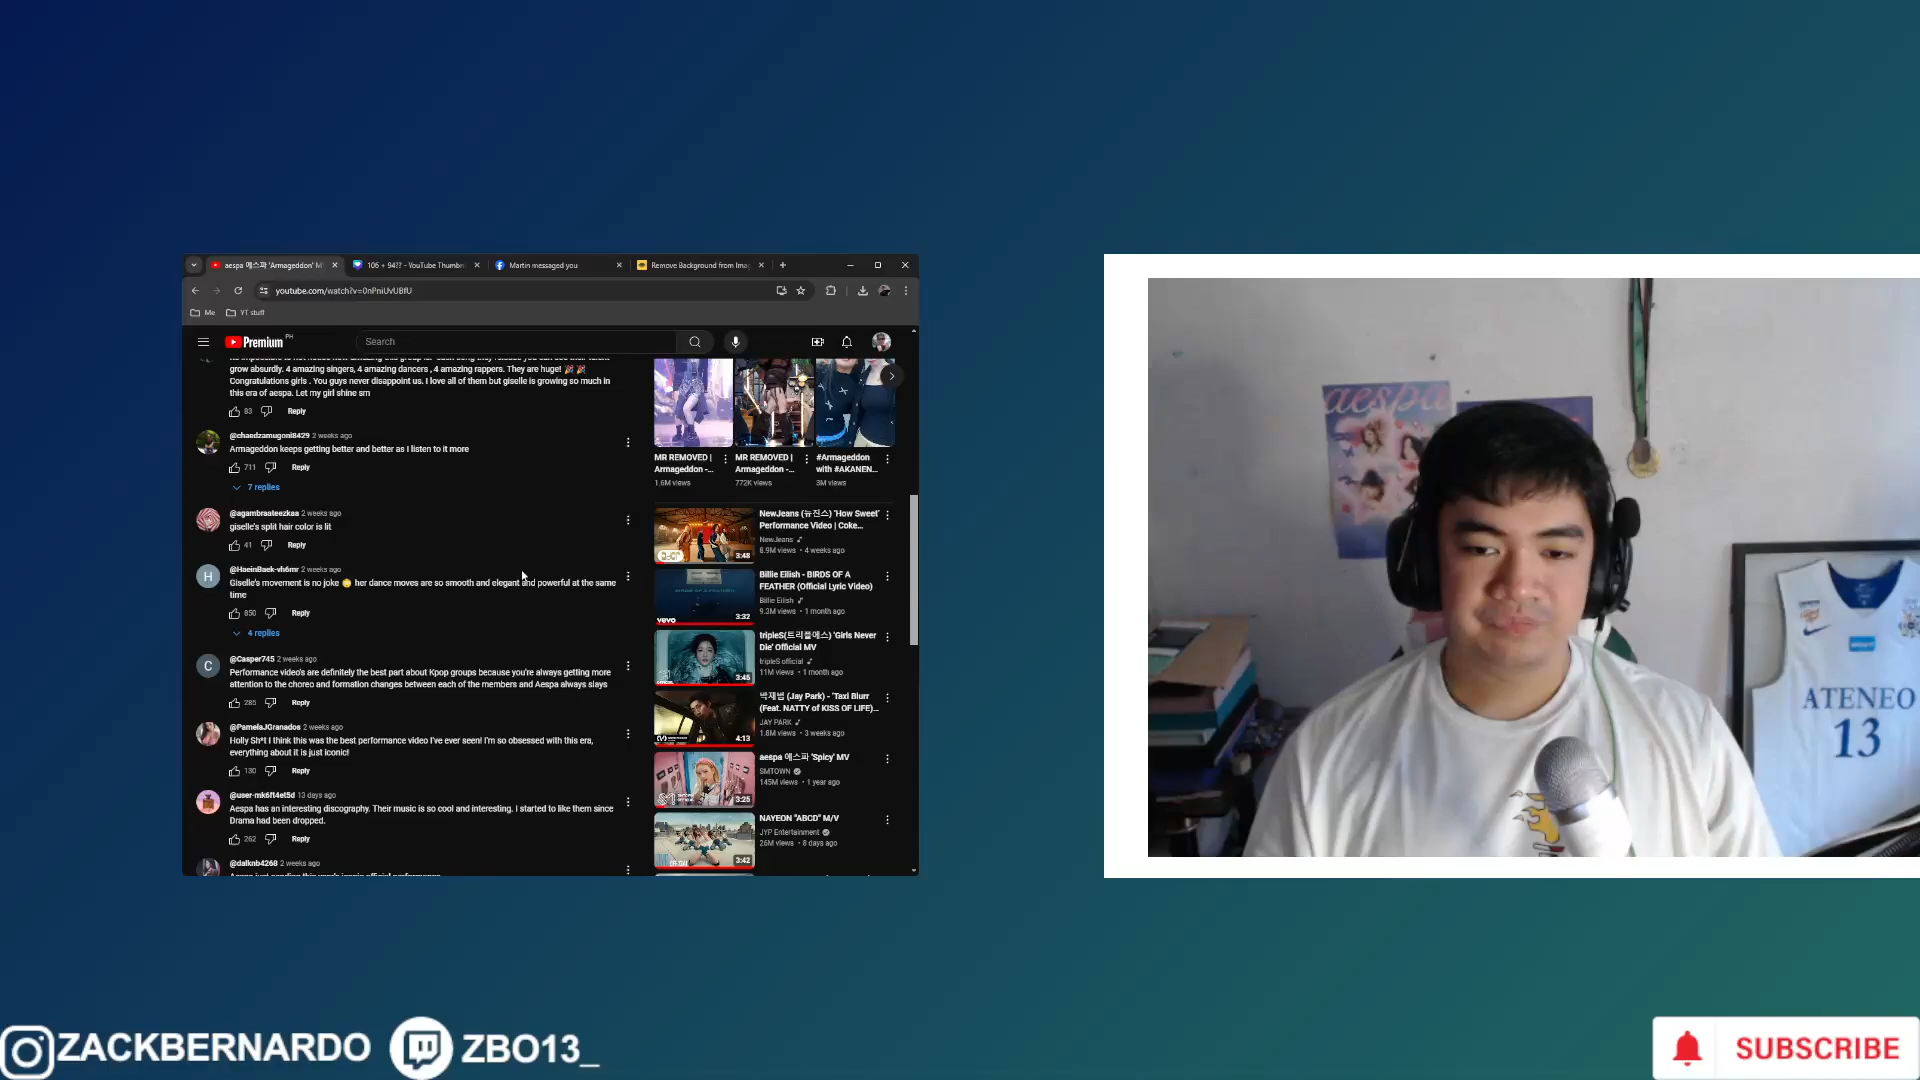 aespa 에스파 'Armageddon' M
106 + 94?? - YouTube Thumbn
Martin messaged you
Remove Background from Imag
youtube.com/watch?v=0nPniUvUBfU
Me
YT stuff
Premium
PH
Search
grow absurdly. 4 amazing singers, 4 amazing dancers , 4 amazing rappers. They are huge! 🎉 🎉
Congratulations girls . You guys never disappoint us. I love all of them but giselle is growing so much in
this era of aespa. Let my girl shine sm
83
Reply
@chaedzamugoni8429 2 weeks ago
Armageddon keeps getting better and better as I listen to it more
711
Reply
7 replies
@agambraateezkaa 2 weeks ago
giselle's split hair color is lit
41
Reply
H
@HaeinBaek-vh6mr 2 weeks ago
Giselle's movement is no joke 😳 her dance moves are so smooth and elegant and powerful at the same
time
850
Reply
4 replies
C
@Casper745 2 weeks ago
Performance video's are definitely the best part about Kpop groups because you're always getting more
attention to the choreo and formation changes between each of the members and Aespa always slays
285
Reply
@PamelaJGranados 2 weeks ago
Holly Sh*t I think this was the best performance video I've ever seen! I'm so obsessed with this era,
everything about it is just iconic!
130
Reply
@user-mk6ft4et5d 13 days ago
Aespa has an interesting discography. Their music is so cool and interesting. I started to like them since
Drama had been dropped.
262
Reply
@dalknb4268 2 weeks ago
MR REMOVED |
Armageddon -...
1.6M views
MR REMOVED |
Armageddon -...
772K views
#Armageddon
with #AKANEN...
3M views
3:48
NewJeans (뉴진스) 'How Sweet'
Performance Video | Coke...
NewJeans
8.9M views • 4 weeks ago
vevo
3:32
Billie Eilish - BIRDS OF A
FEATHER (Official Lyric Video)
Billie Eilish
9.3M views • 1 month ago
3:45
tripleS(트리플에스) 'Girls Never
Die' Official MV
tripleS official
11M views • 1 month ago
4:13
박재범 (Jay Park) - 'Taxi Blurr
(Feat. NATTY of KISS OF LIFE)...
JAY PARK
1.8M views • 3 weeks ago
3:25
aespa 에스파 'Spicy' MV
SMTOWN
145M views • 1 year ago
3:42
NAYEON "ABCD" M/V
JYP Entertainment
26M views • 8 days ago
aespa
ATENEO
13
ZACKBERNARDO
ZBO13_
SUBSCRIBE